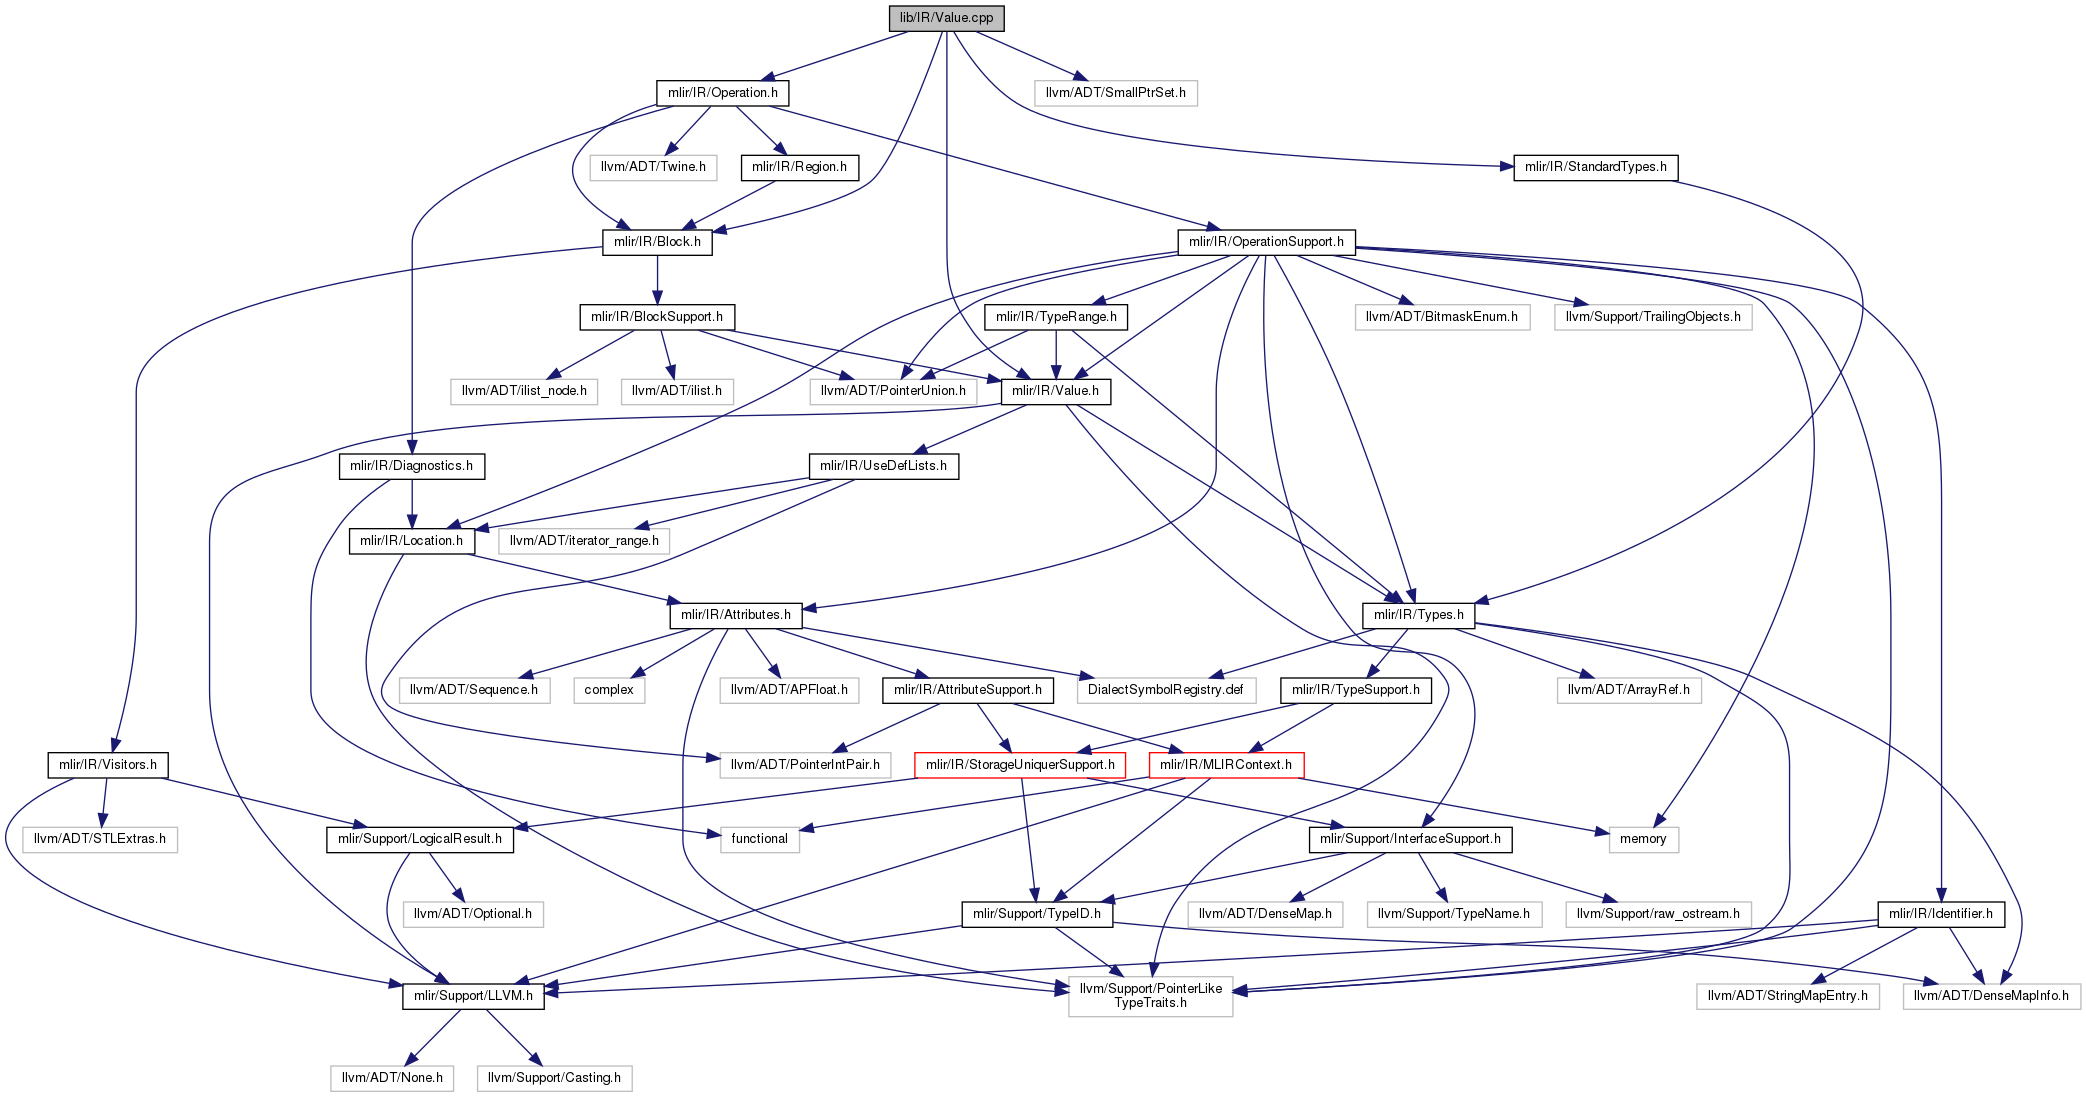 lib/IR/Value.cpp
mlir/IR/Operation.h
llvm/ADT/SmallPtrSet.h
llvm/ADT/Twine.h
mlir/IR/Region.h
mlir/IR/StandardTypes.h
mlir/IR/Block.h
mlir/IR/OperationSupport.h
mlir/IR/BlockSupport.h
mlir/IR/TypeRange.h
llvm/ADT/BitmaskEnum.h
llvm/Support/TrailingObjects.h
llvm/ADT/ilist_node.h
llvm/ADT/ilist.h
llvm/ADT/PointerUnion.h
mlir/IR/Value.h
mlir/IR/Diagnostics.h
mlir/IR/UseDefLists.h
mlir/IR/Location.h
llvm/ADT/iterator_range.h
mlir/IR/Attributes.h
mlir/IR/Types.h
llvm/ADT/Sequence.h
complex
llvm/ADT/APFloat.h
mlir/IR/AttributeSupport.h
DialectSymbolRegistry.def
mlir/IR/TypeSupport.h
llvm/ADT/ArrayRef.h
mlir/IR/Visitors.h
llvm/ADT/PointerIntPair.h
mlir/IR/StorageUniquerSupport.h
mlir/IR/MLIRContext.h
llvm/ADT/STLExtras.h
mlir/Support/LogicalResult.h
functional
mlir/Support/InterfaceSupport.h
memory
llvm/ADT/Optional.h
mlir/Support/TypeID.h
llvm/ADT/DenseMap.h
llvm/Support/TypeName.h
llvm/Support/raw_ostream.h
mlir/IR/Identifier.h
mlir/Support/LLVM.h
llvm/Support/PointerLike
TypeTraits.h
llvm/ADT/StringMapEntry.h
llvm/ADT/DenseMapInfo.h
llvm/ADT/None.h
llvm/Support/Casting.h